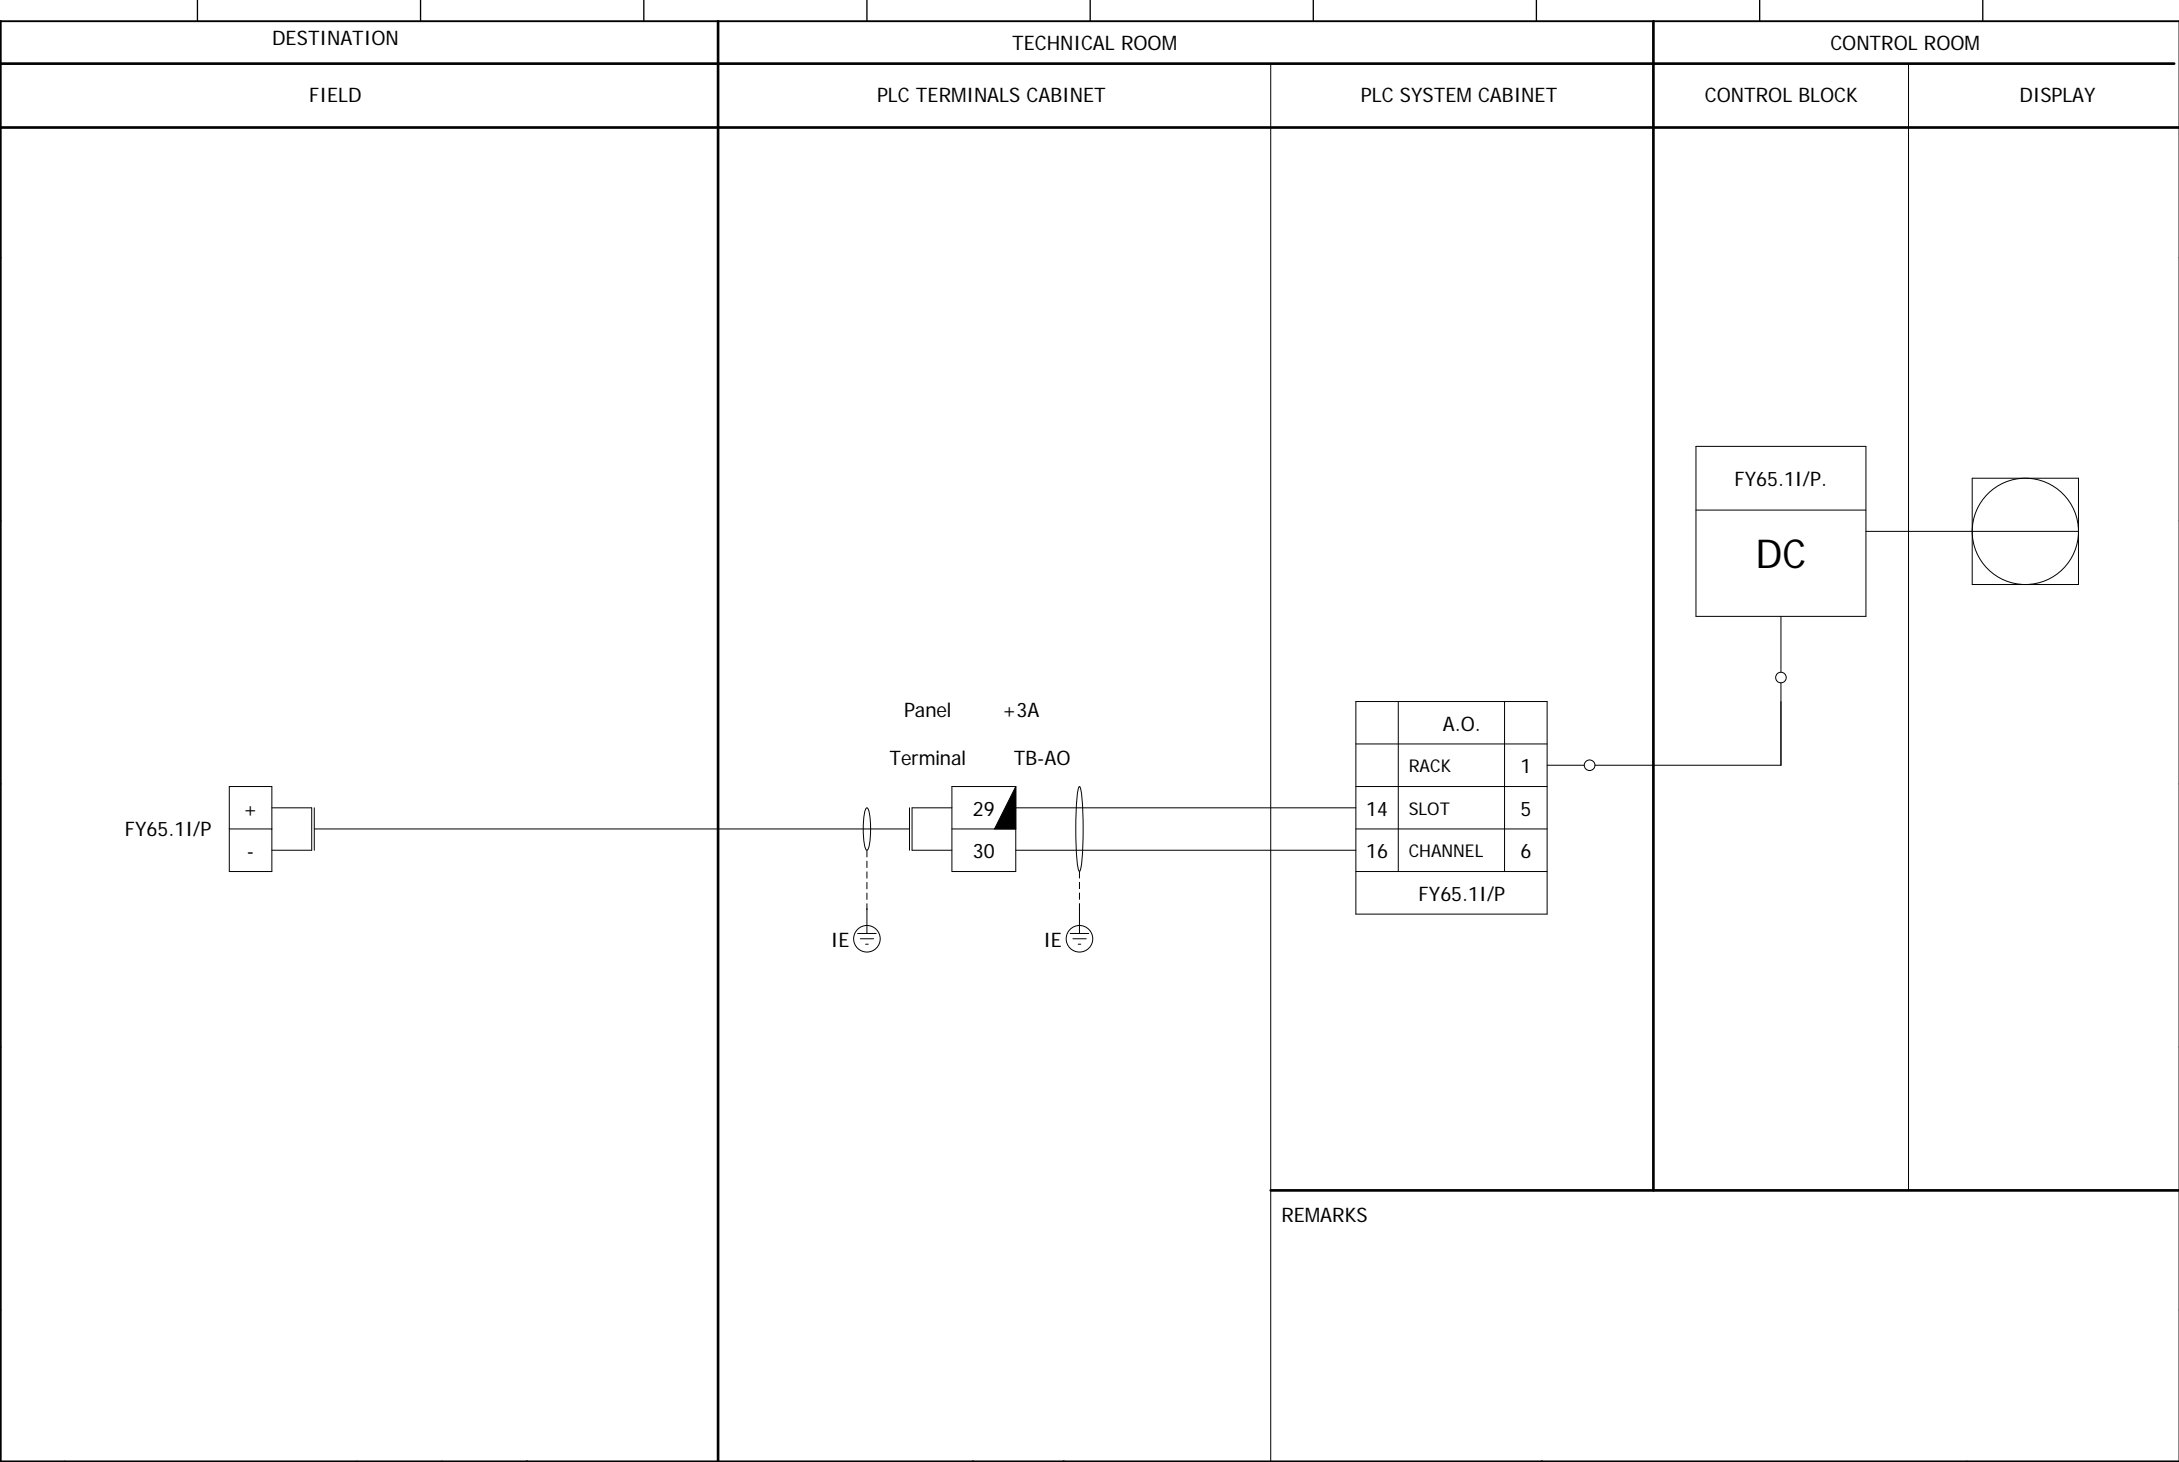 DESTINATION TECHNICAL ROOM CONTROL ROOM
FIELD PLC TERMINALS CABINET PLC SYSTEM CABINET CONTROL BLOCK DISPLAY
FY65.1I/P.
DC
Panel +3A
Terminal TB-AO
A.O.
RACK 1
FY65.1I/P + 29 14 SLOT 5
- 30 16 CHANNEL 6
FY65.1I/P
IE IE
REMARKS